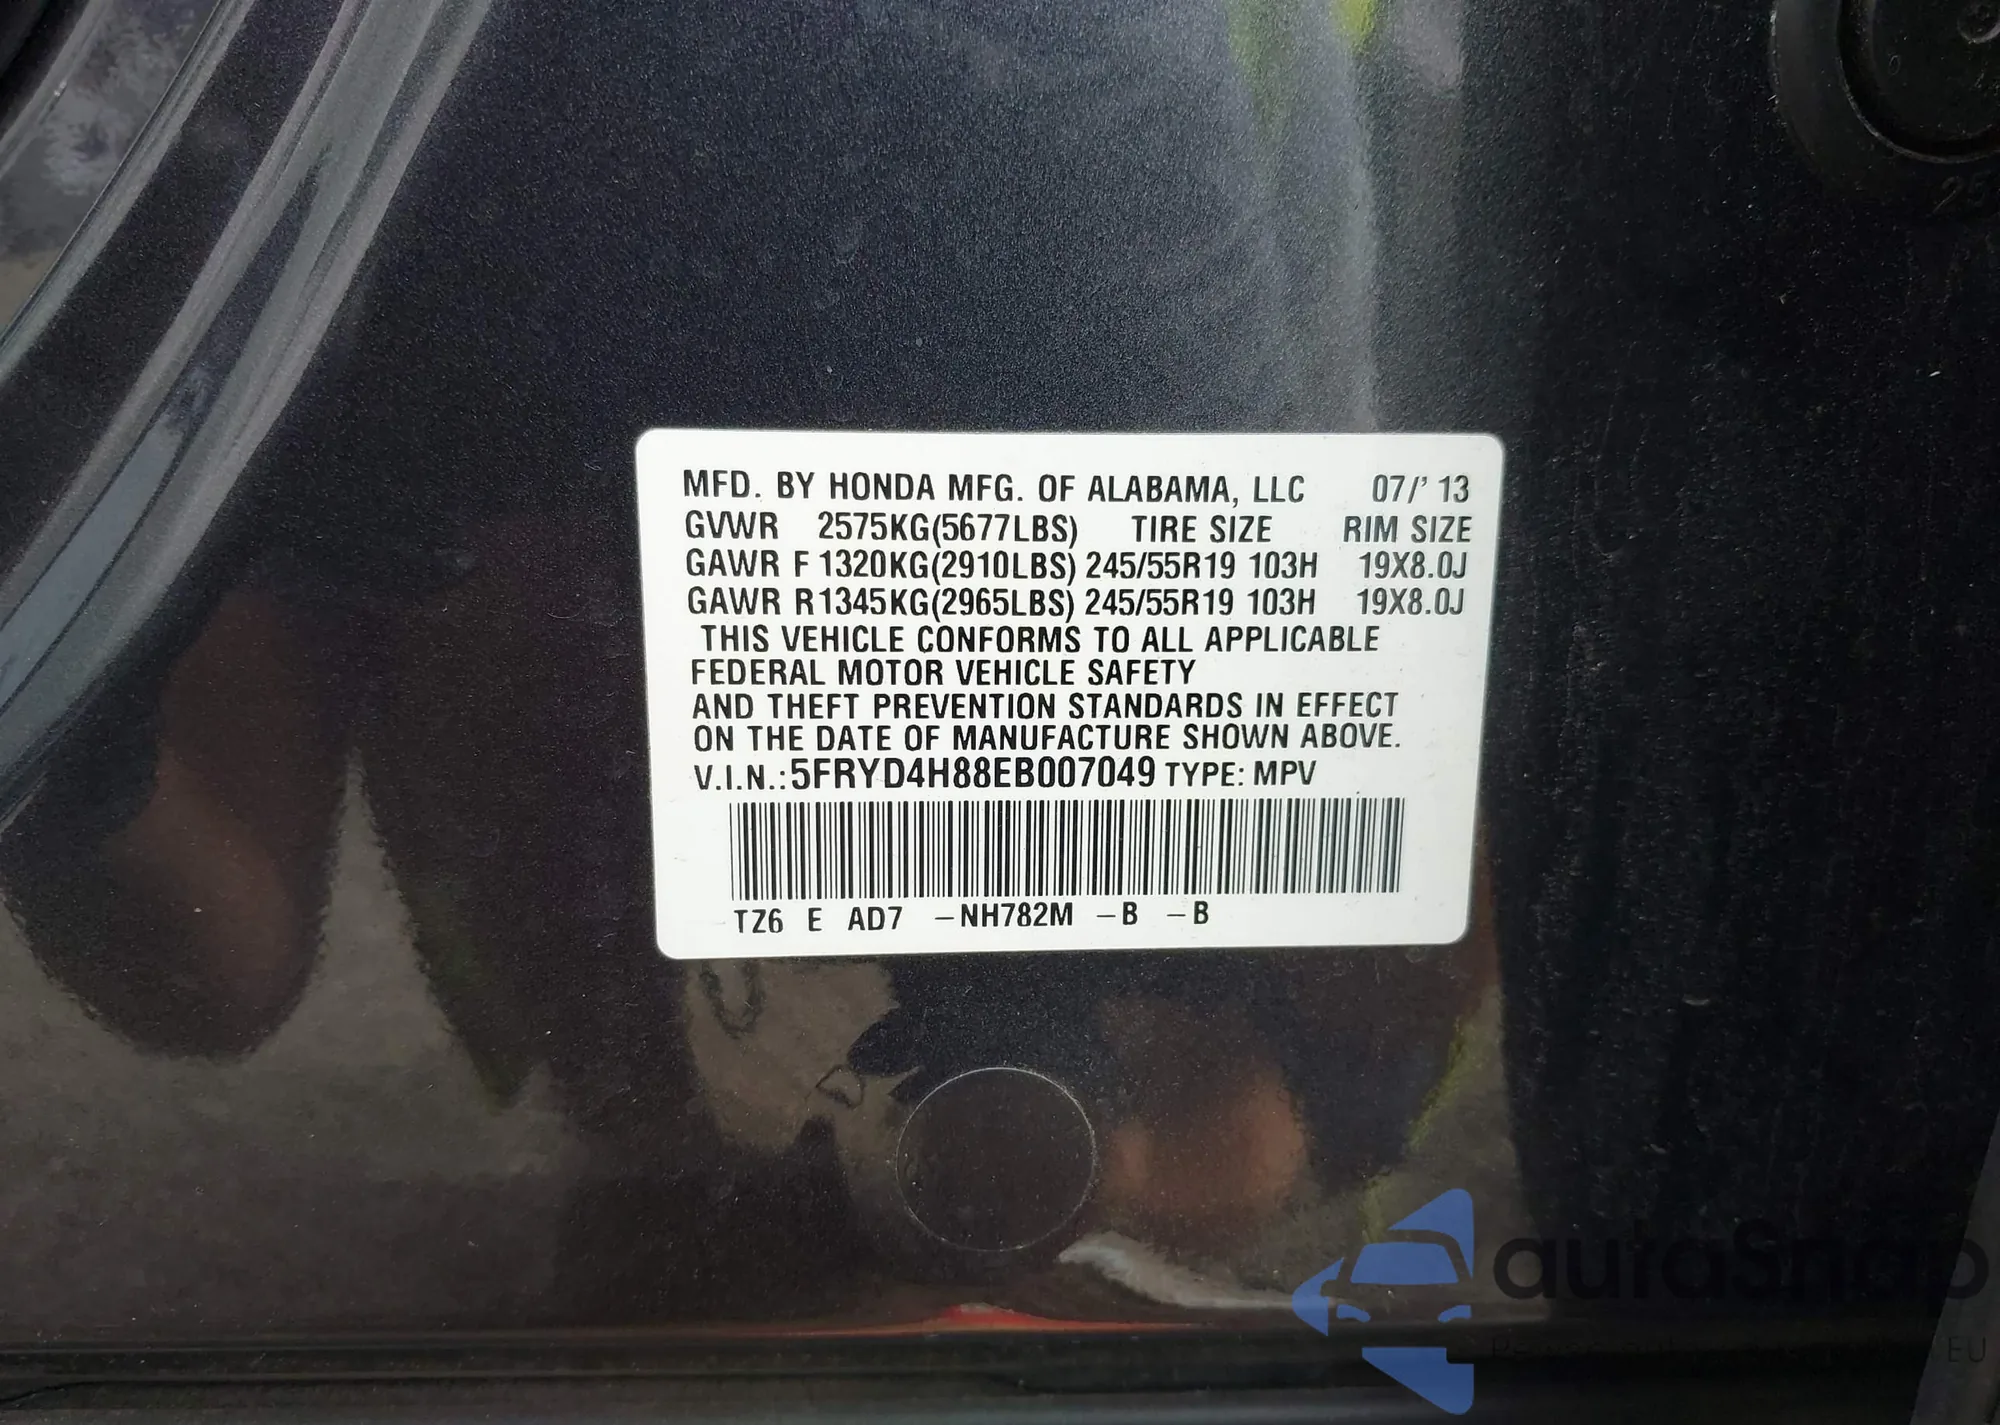 25
MFD. BY HONDA MFG. OF ALABAMA, LLC 07/' 13
GVWR 2575KG(5677LBS) TIRE SIZE RIM SIZE
GAWR F 1320KG(2910LBS) 245/55R19 103H 19X8.0J
GAWR R1345KG(2965LBS) 245/55R19 103H 19X8.0J
THIS VEHICLE CONFORMS TO ALL APPLICABLE
FEDERAL MOTOR VEHICLE SAFETY
AND THEFT PREVENTION STANDARDS IN EFFECT
ON THE DATE OF MANUFACTURE SHOWN ABOVE.
V.I.N.:5FRYD4H88EB007049 TYPE: MPV
TZ6 E AD7 -NH782M -B -B
auraSnap
EU